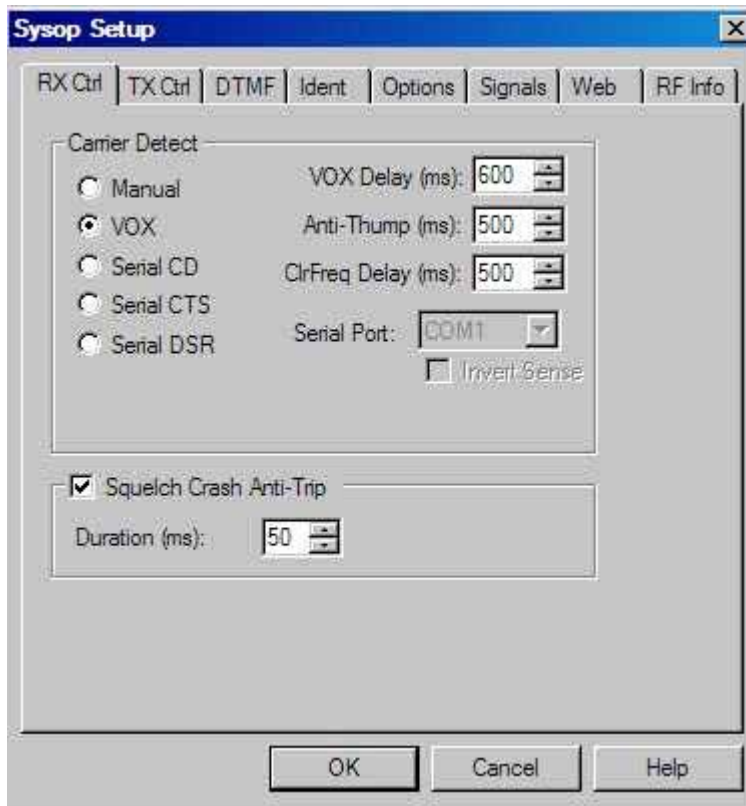 Sysop Setup
RX Ctrl TX Ctrl DTMF Ident Options Signals Web RF Info
Carrier Detect
Manual
VOX
Serial CD
Serial CTS
Serial DSR
VOX Delay (ms): 600
Anti-Thump (ms): 500
ClrFreq Delay (ms): 500
Serial Port: COM1
Invert Sense
Squelch Crash Anti-Trip
Duration (ms): 50
OK Cancel Help